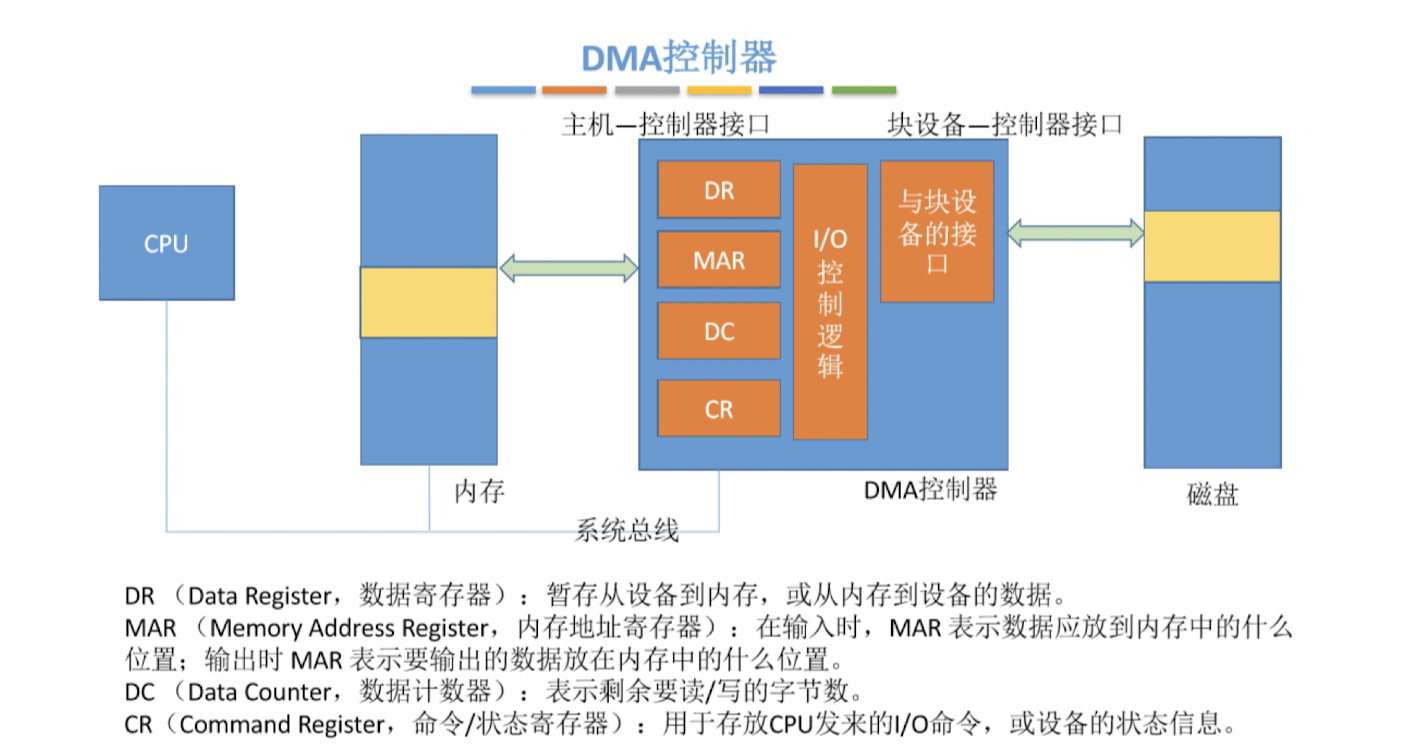 DMA控制器
主机—控制器接口
块设备—控制器接口
CPU
DR
MAR
DC
CR
I/O
控
制
逻
辑
与块设
备的接
口
内存
DMA控制器
磁盘
系统总线
DR （Data Register，数据寄存器）：暂存从设备到内存，或从内存到设备的数据。
MAR （Memory Address Register，内存地址寄存器）：在输入时，MAR 表示数据应放到内存中的什么
位置；输出时 MAR 表示要输出的数据放在内存中的什么位置。
DC （Data Counter，数据计数器）：表示剩余要读/写的字节数。
CR（Command Register，命令/状态寄存器）：用于存放CPU发来的I/O命令，或设备的状态信息。